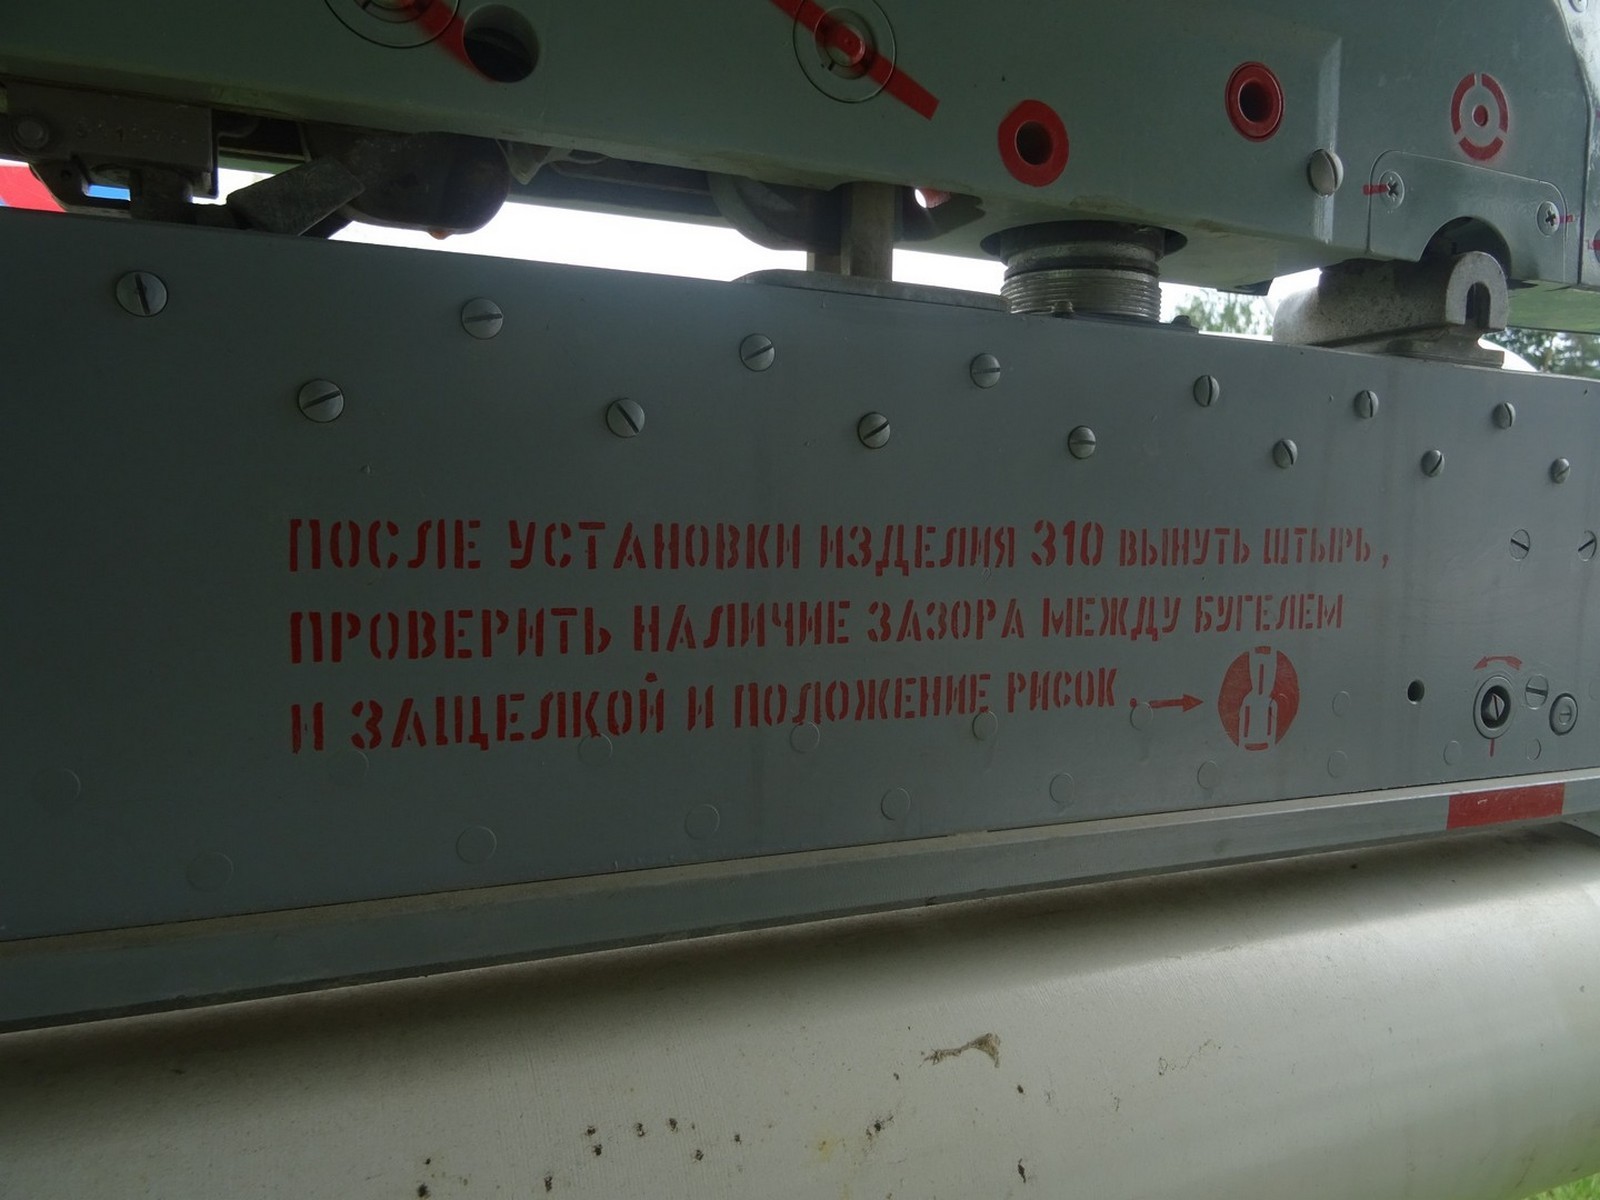 ПОСЛЕ УСТАНОВКИ ИЗДЕЛИЯ 310 ВЫНУТЬ ШТЫРЬ,
ПРОВЕРИТЬ НАЛИЧИЕ ЗАЗОРА МЕЖДУ БУГЕЛЕМ
И ЗАЩЕЛКОЙ И ПОЛОЖЕНИЕ РИСОК.